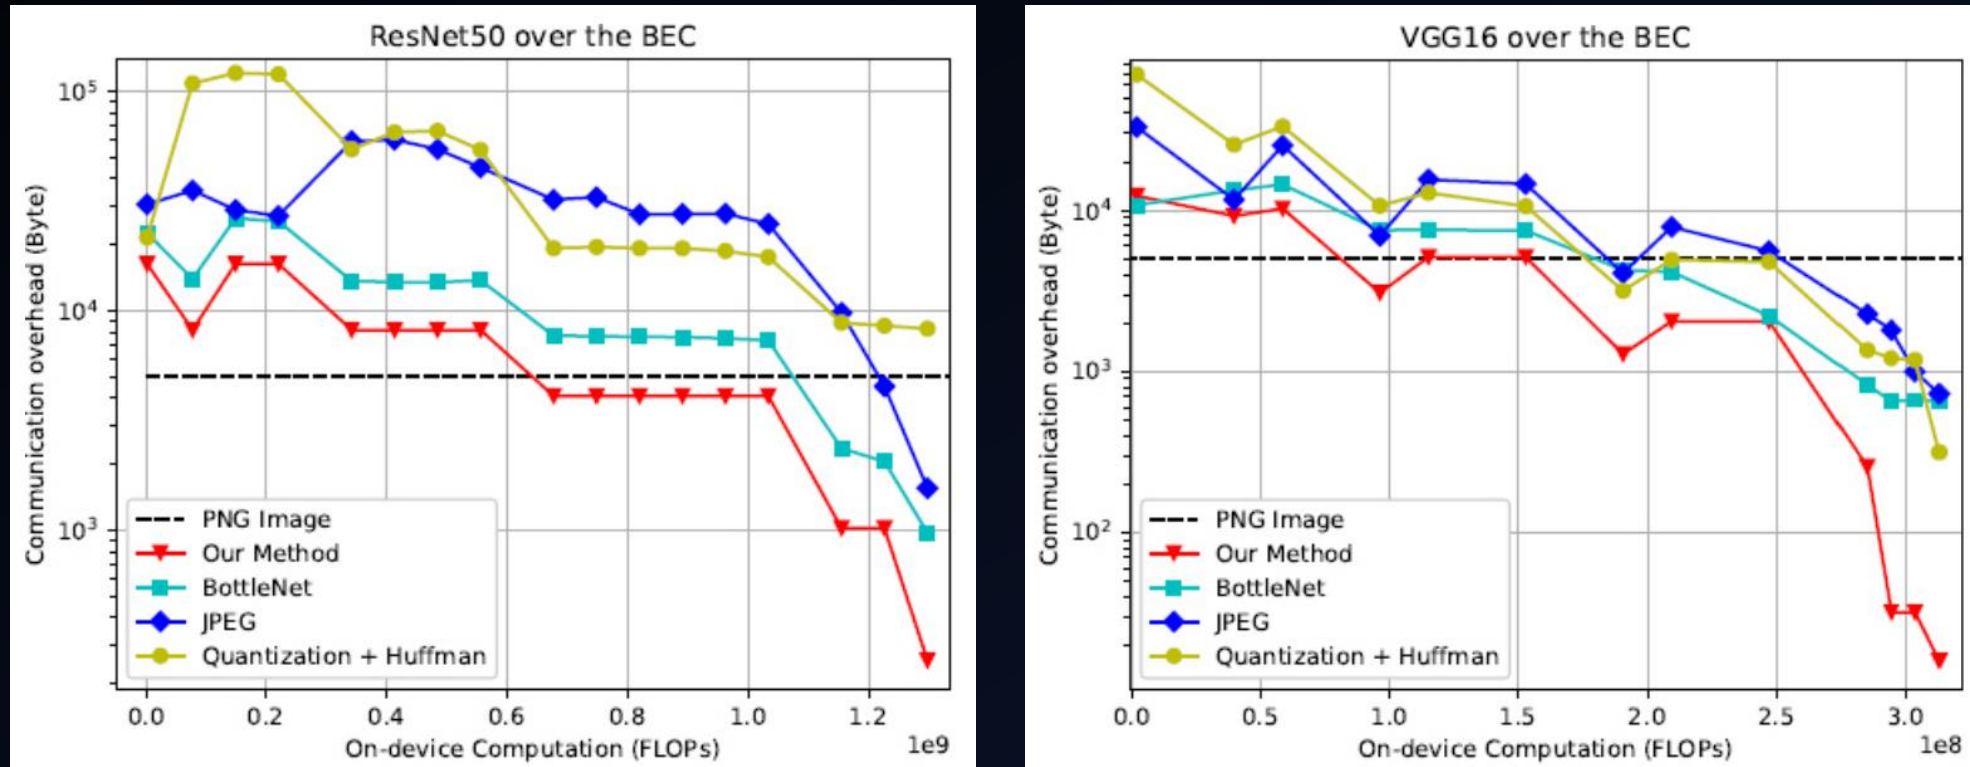 ResNet50 over the BEC
Communication overhead (Byte)
10⁵
10⁴
10³
PNG Image
Our Method
BottleNet
JPEG
Quantization + Huffman
0.0 0.2 0.4 0.6 0.8 1.0 1.2
1e9
On-device Computation (FLOPs)
VGG16 over the BEC
Communication overhead (Byte)
10⁴
10³
10²
PNG Image
Our Method
BottleNet
JPEG
Quantization + Huffman
0.0 0.5 1.0 1.5 2.0 2.5 3.0
1e8
On-device Computation (FLOPs)